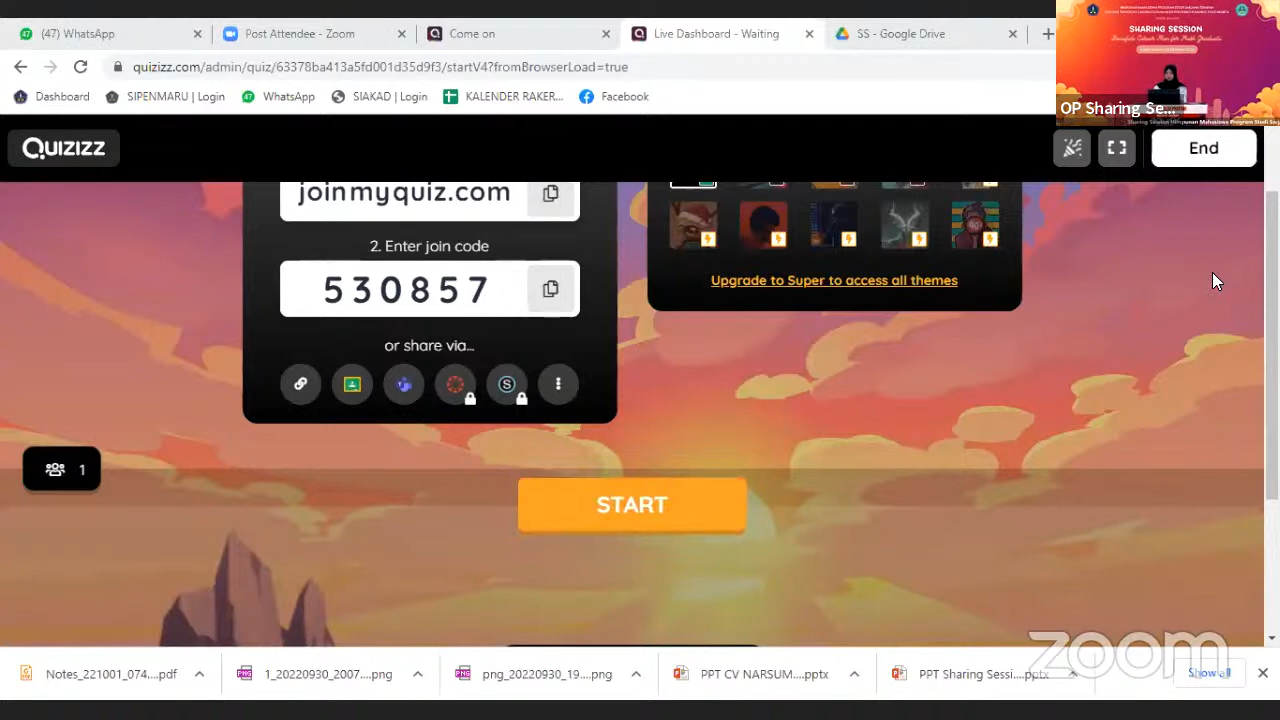 WhatsApp
Post Attendee - Zoom
Coba Icon
Live Dashboard - Waiting
SS - Google Drive
quizizz.com/admin/quiz/63378ba413a5fd001d35d9f3/startV4?fromBrowserLoad=true
Dashboard
SIPENMARU | Login
WhatsApp
SIAKAD | Login
KALENDER RAKER...
Facebook
SHARING SESSION
OP Sharing Se...
QUIZIZZ
End
joinmyquiz.com
2. Enter join code
530857
or share via...
Upgrade to Super to access all themes
1
START
zoom
Notes_221001_074....pdf
1_20220930_2007....png
png_20220930_19....png
PPT CV NARSUM....pptx
PPT Sharing Sessi....pptx
Show all